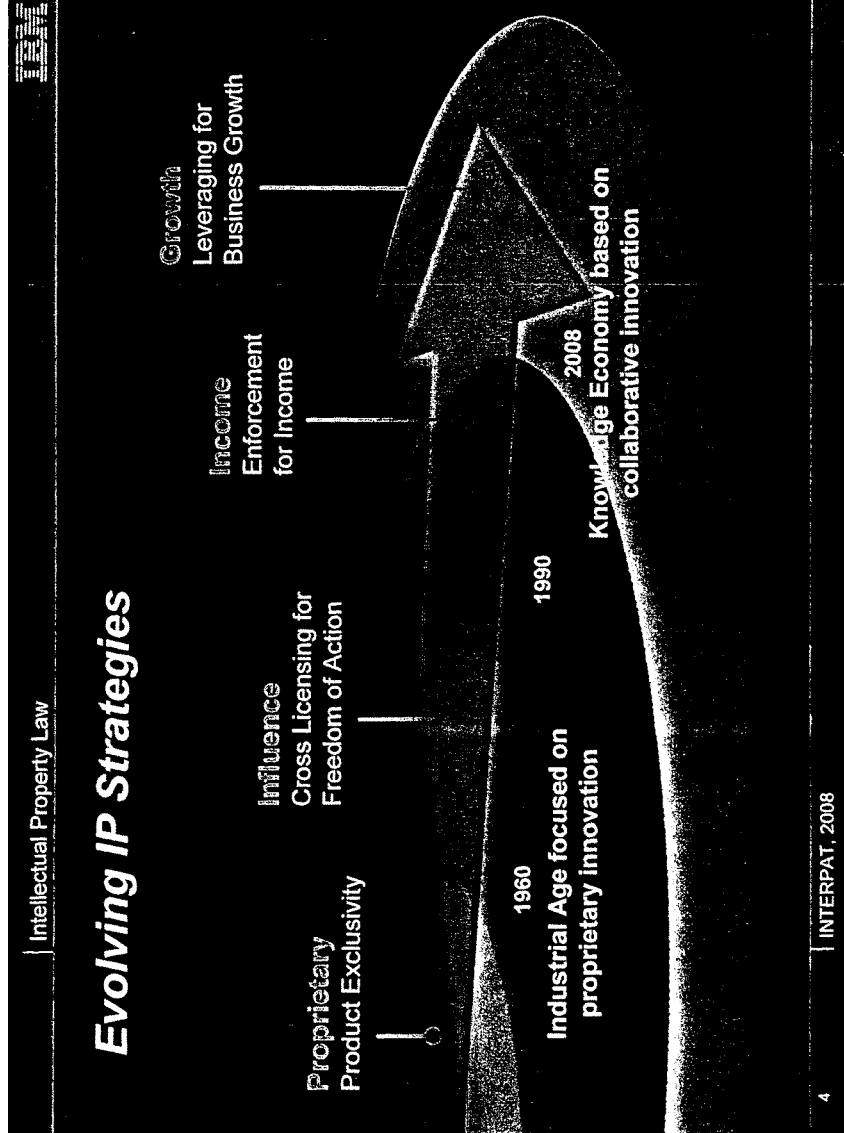 IBM
Intellectual Property Law
Evolving IP Strategies
Proprietary
Product Exclusivity
Influence
Cross Licensing for
Freedom of Action
Income
Enforcement
for Income
Growth
Leveraging for
Business Growth
1960
Industrial Age focused on
proprietary innovation
1990
2008
Knowledge Economy based on
collaborative innovation
4
INTERPAT, 2008